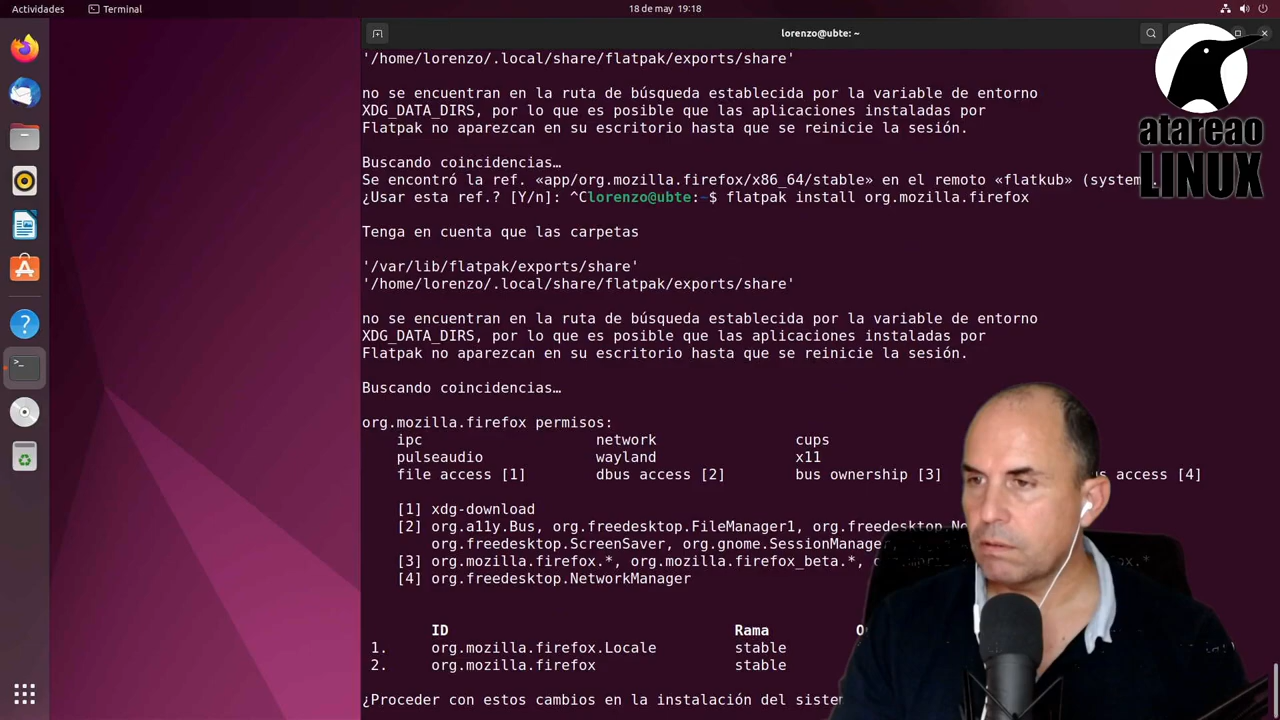 Actividades
Terminal
18 de may 19:18
lorenzo@ubte: ~
atareao
LINUX
'/home/lorenzo/.local/share/flatpak/exports/share'
no se encuentran en la ruta de búsqueda establecida por la variable de entorno
XDG_DATA_DIRS, por lo que es posible que las aplicaciones instaladas por
Flatpak no aparezcan en su escritorio hasta que se reinicie la sesión.
Buscando coincidencias…
Se encontró la ref. «app/org.mozilla.firefox/x86_64/stable» en el remoto «flatkub» (system
¿Usar esta ref.? [Y/n]: ^Clorenzo@ubte:~$ flatpak install org.mozilla.firefox
Tenga en cuenta que las carpetas
'/var/lib/flatpak/exports/share'
'/home/lorenzo/.local/share/flatpak/exports/share'
no se encuentran en la ruta de búsqueda establecida por la variable de entorno
XDG_DATA_DIRS, por lo que es posible que las aplicaciones instaladas por
Flatpak no aparezcan en su escritorio hasta que se reinicie la sesión.
Buscando coincidencias…
org.mozilla.firefox permisos:
ipc network cups
pulseaudio wayland x11
file access [1] dbus access [2] bus ownership [3] access [4]
[1] xdg-download
[2] org.a11y.Bus, org.freedesktop.FileManager1,
org.freedesktop.ScreenSaver, org.gnome.SessionManager
[3] org.mozilla.firefox.*, org.mozilla.firefox_beta.*,
[4] org.freedesktop.NetworkManager
ID Rama
1. org.mozilla.firefox.Locale stable
2. org.mozilla.firefox stable
¿Proceder con estos cambios en la instalación del